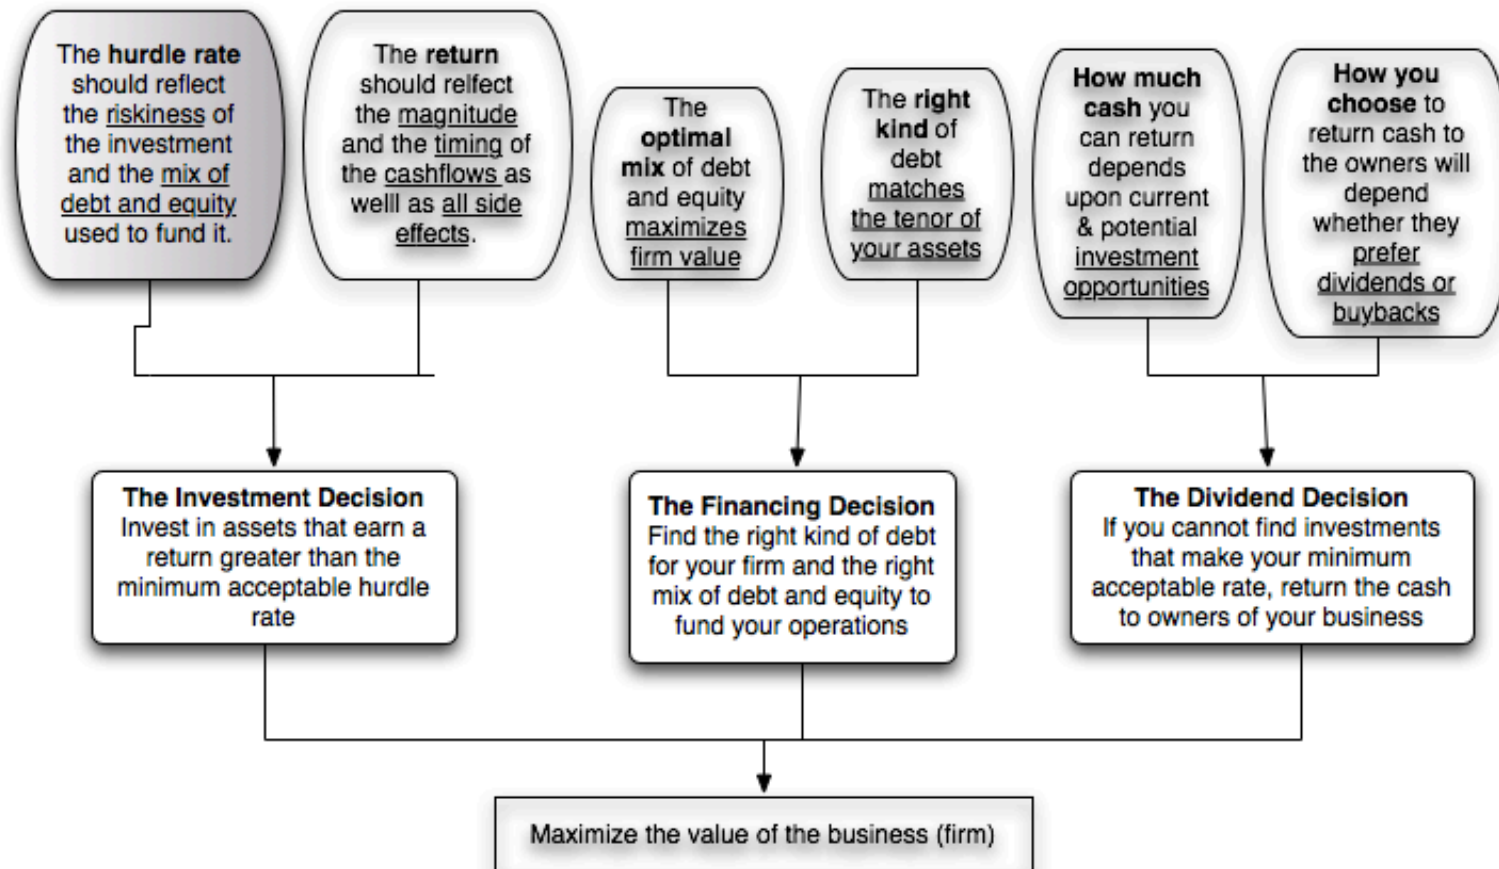 The hurdle rate
should reflect
the riskiness of
the investment
and the mix of
debt and equity
used to fund it.
The return
should relfect
the magnitude
and the timing of
the cashflows as
welll as all side
effects.
The
optimal
mix of debt
and equity
maximizes
firm value
The right
kind of
debt
matches
the tenor of
your assets
How much
cash you
can return
depends
upon current
& potential
investment
opportunities
How you
choose to
return cash to
the owners will
depend
whether they
prefer
dividends or
buybacks
The Investment Decision
Invest in assets that earn a
return greater than the
minimum acceptable hurdle
rate
The Financing Decision
Find the right kind of debt
for your firm and the right
mix of debt and equity to
fund your operations
The Dividend Decision
If you cannot find investments
that make your minimum
acceptable rate, return the cash
to owners of your business
Maximize the value of the business (firm)